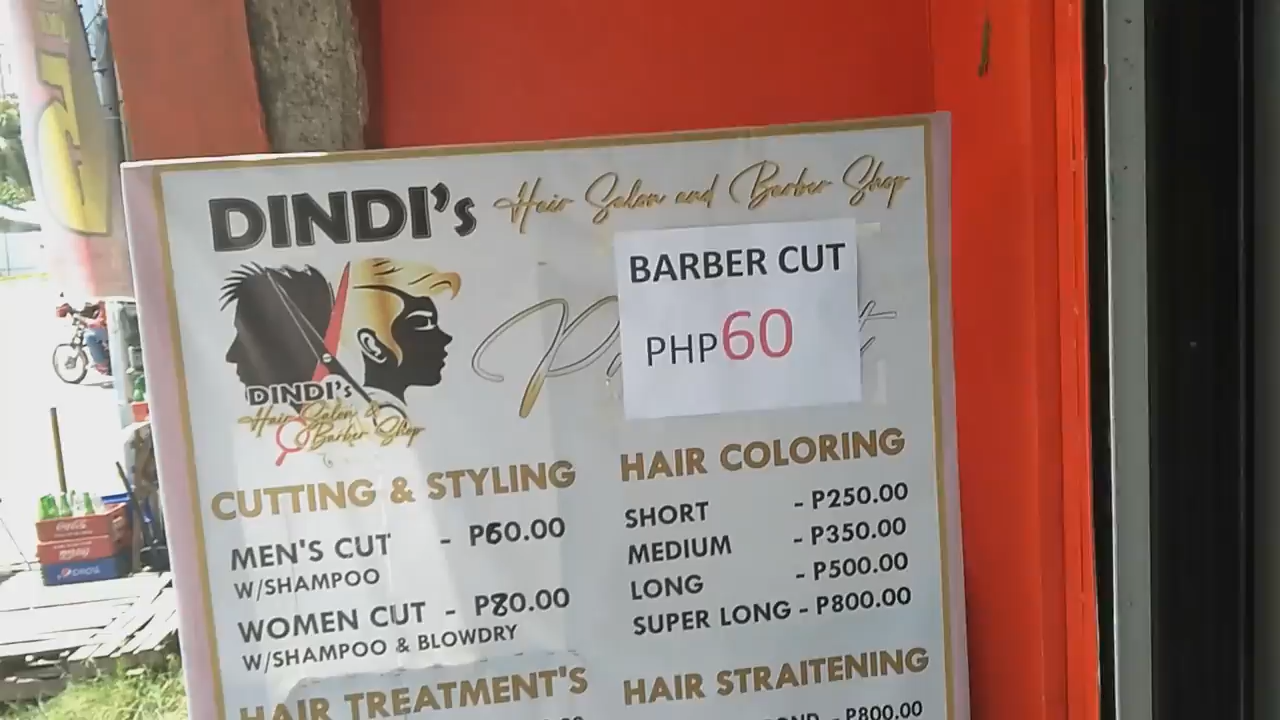 DINDI's Hair Salon and Barber Shop
BARBER CUT
PHP60
DINDI's
Hair Salon &
Barber Shop
CUTTING & STYLING
MEN'S CUT - P60.00
W/SHAMPOO
WOMEN CUT - P80.00
W/SHAMPOO & BLOWDRY
HAIR TREATMENT'S
HAIR COLORING
SHORT - P250.00
MEDIUM - P350.00
LONG - P500.00
SUPER LONG - P800.00
HAIR STRAITENING
- P800.00